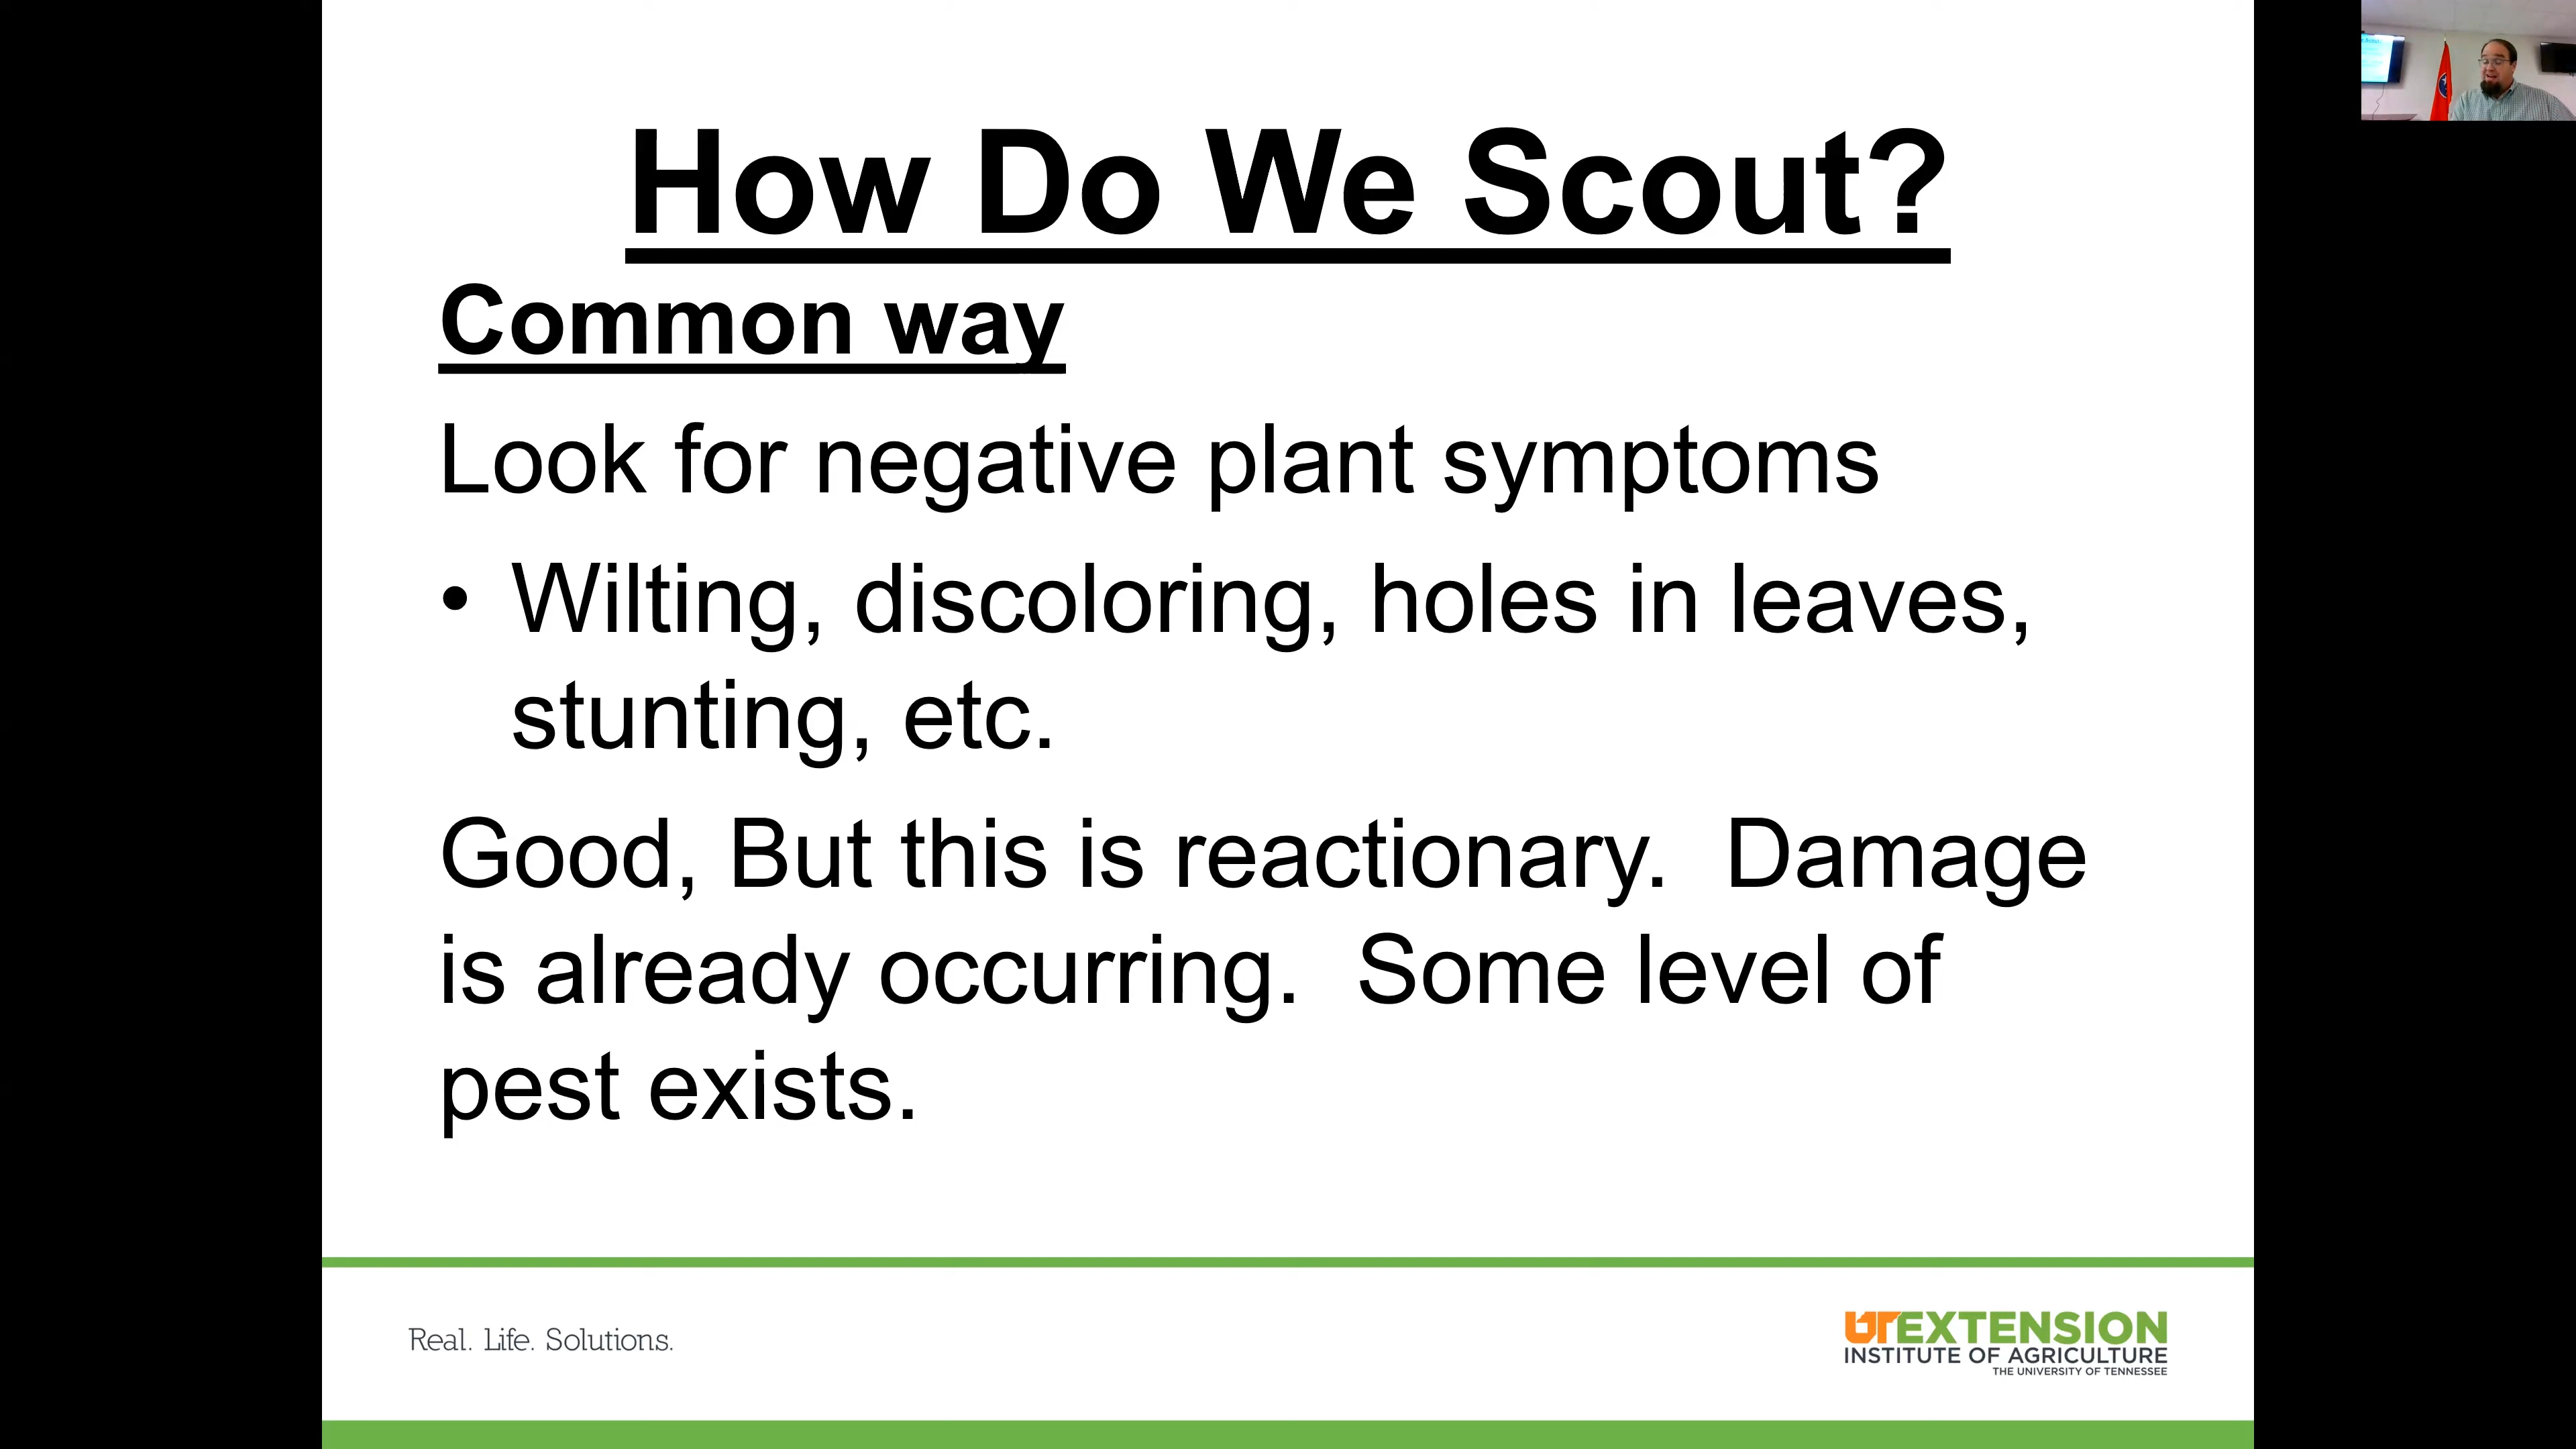 How Do We Scout?
Common way
Look for negative plant symptoms
• Wilting, discoloring, holes in leaves,
stunting, etc.
Good, But this is reactionary.  Damage
is already occurring.  Some level of
pest exists.
Real. Life. Solutions.
UTEXTENSION
INSTITUTE OF AGRICULTURE
THE UNIVERSITY OF TENNESSEE